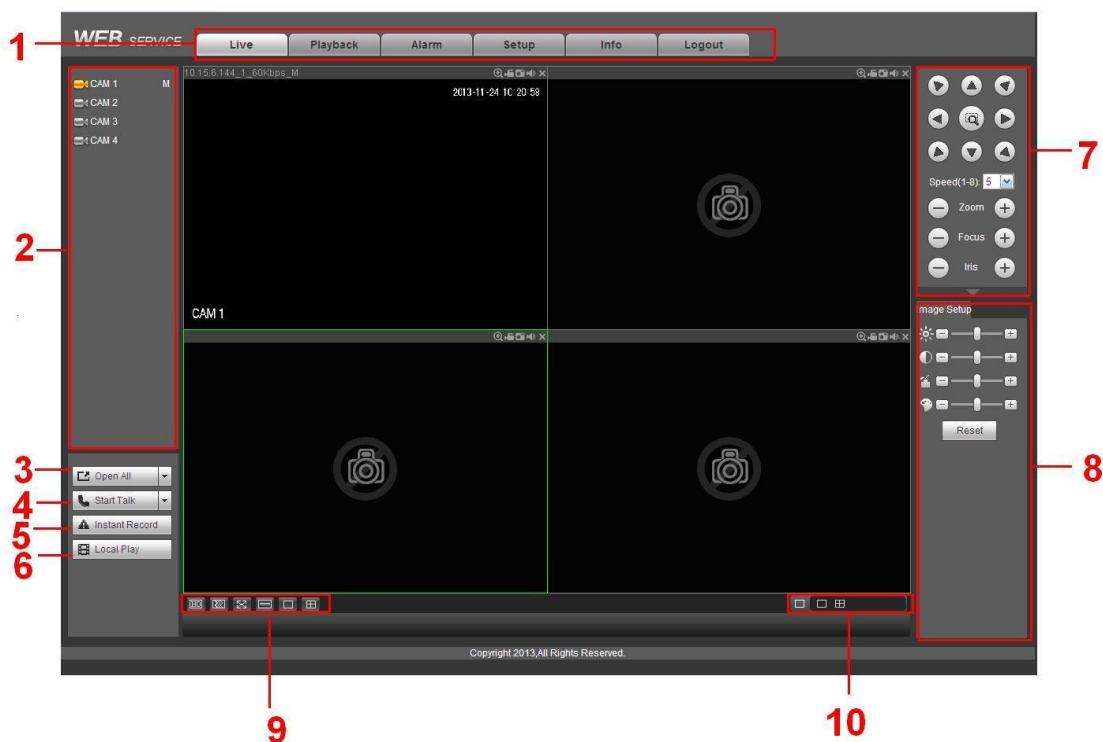 1
WEB SERVICE
Live
Playback
Alarm
Setup
Info
Logout
CAM 1 M
CAM 2
CAM 3
CAM 4
2
10.15.6.144_1_60Kbps_M
2013-11-24 10:20:58
CAM 1
Speed(1-8): 5
Zoom
Focus
Iris
7
mage Setup
Reset
8
3
Open All
4
Start Talk
5
Instant Record
6
Local Play
Copyright 2013,All Rights Reserved.
9
10